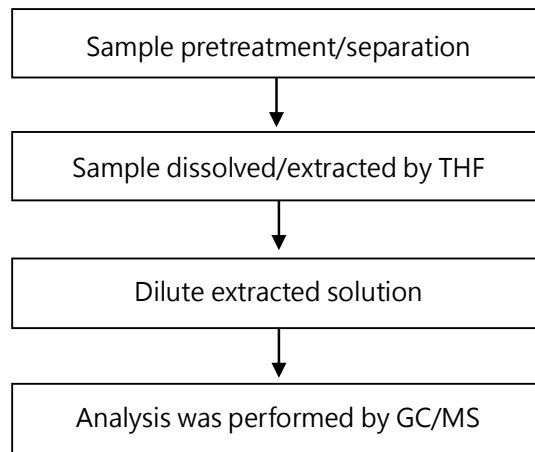 Sample pretreatment/separation
Sample dissolved/extracted by THF
Dilute extracted solution
Analysis was performed by GC/MS